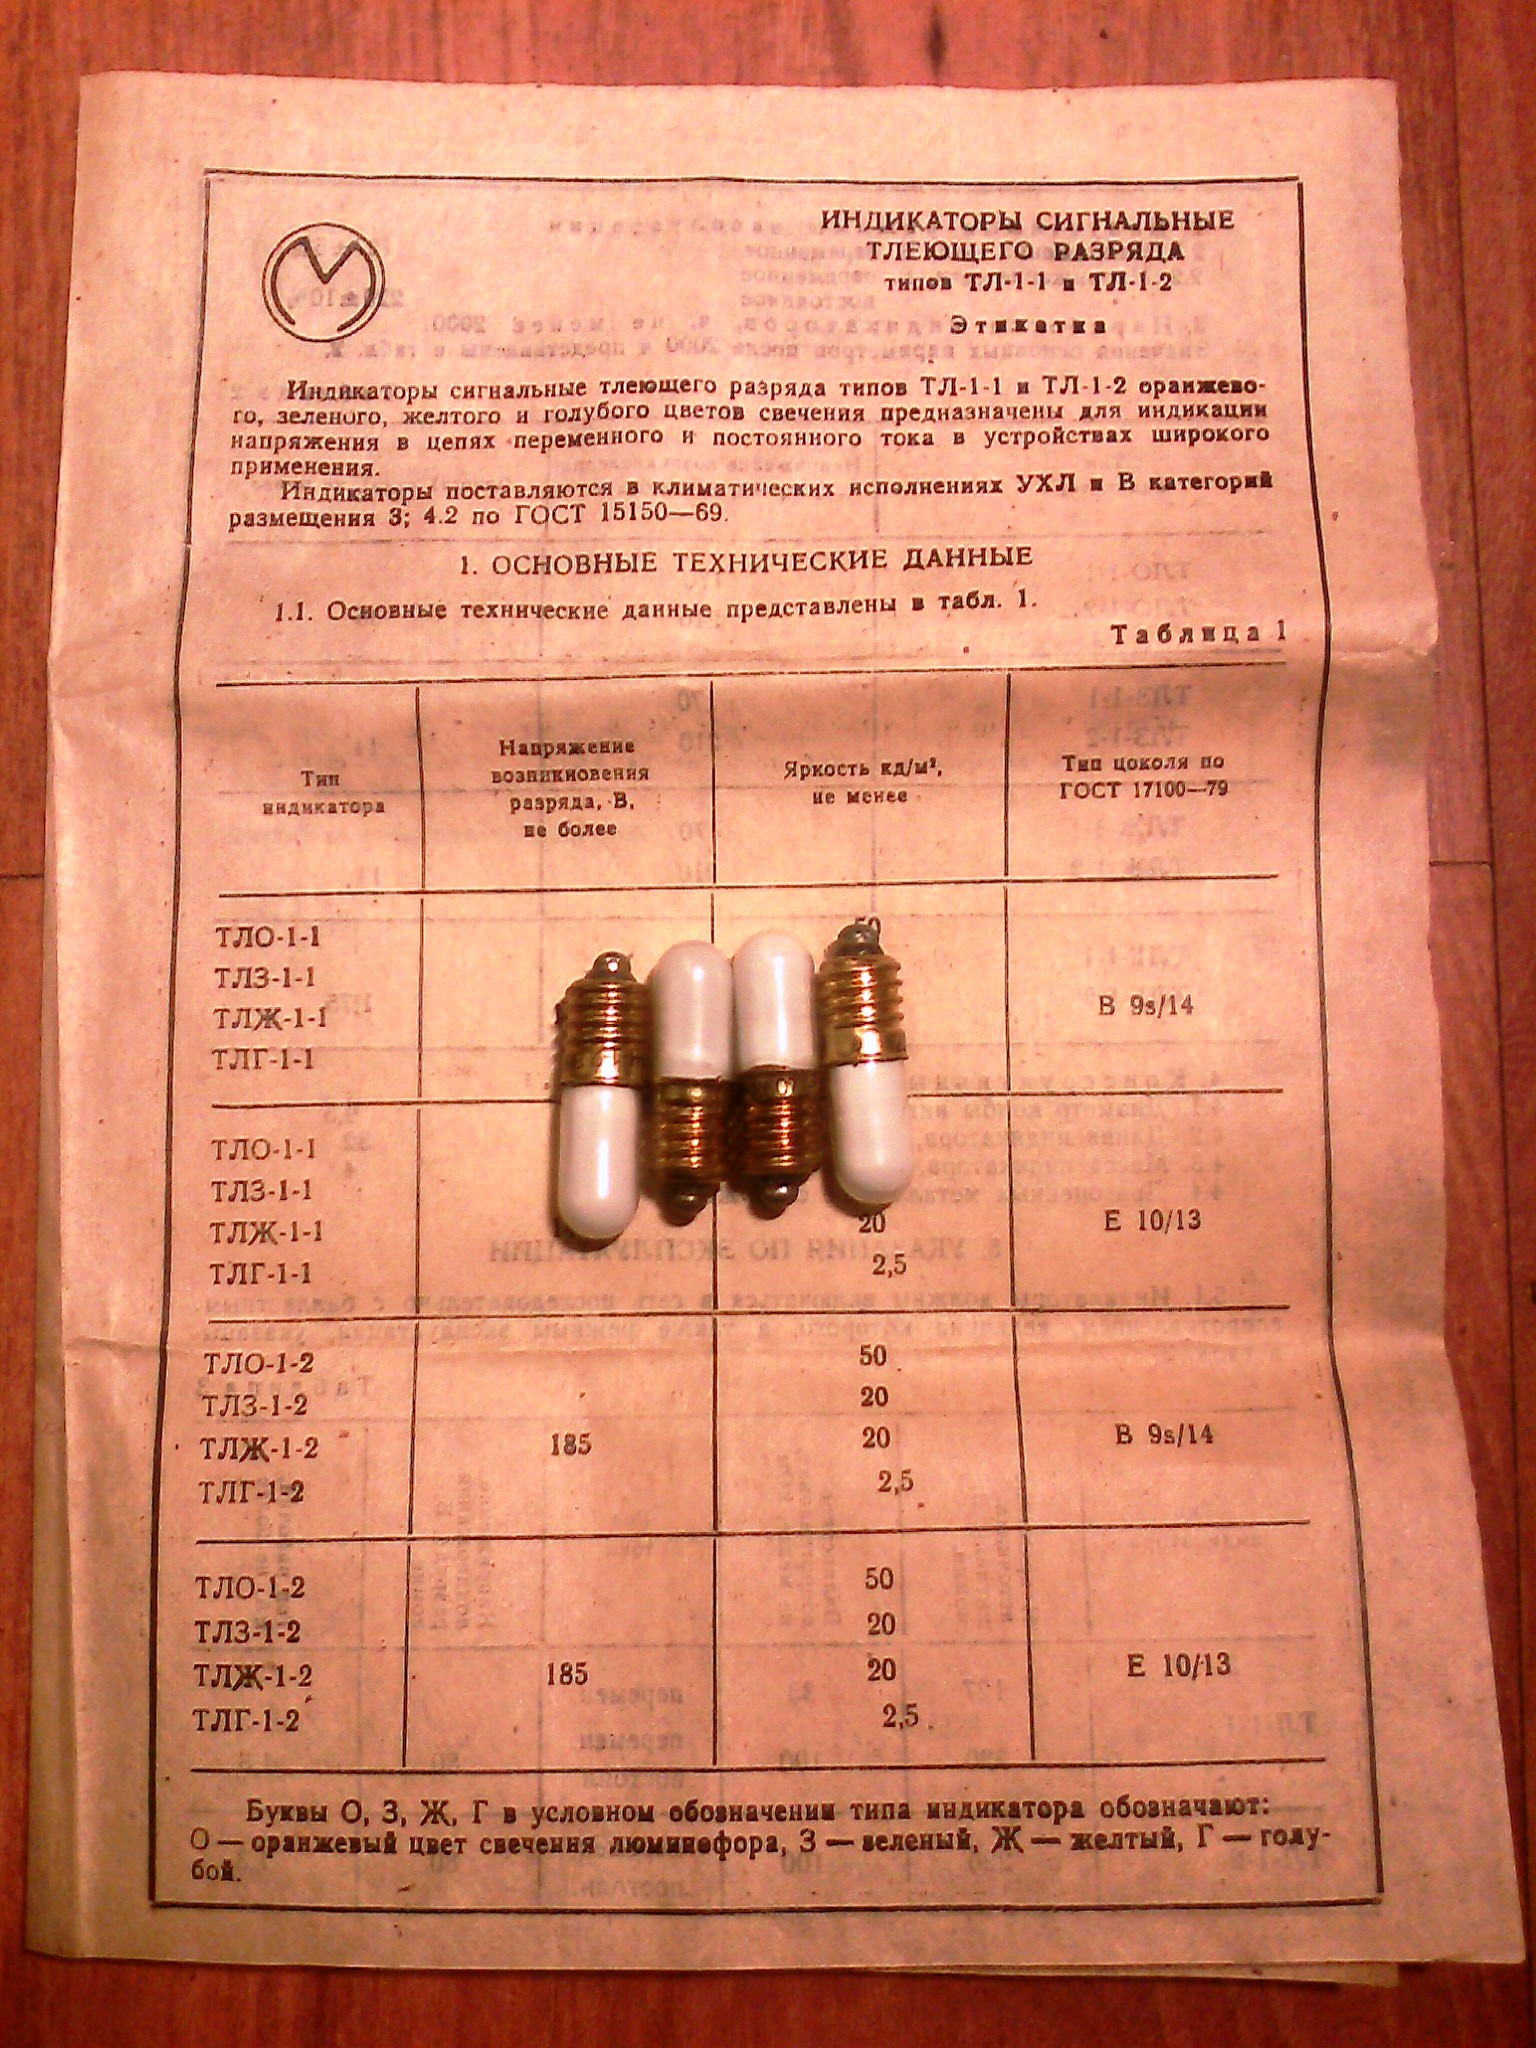 ИНДИКАТОРЫ СИГНАЛЬНЫЕ
ТЛЕЮЩЕГО РАЗРЯДА
типов ТЛ-1-1 и ТЛ-1-2
Этикетка
Индикаторы сигнальные тлеющего разряда типов ТЛ-1-1 и ТЛ-1-2 оранжево-
го, зеленого, желтого и голубого цветов свечения предназначены для индикации
напряжения в цепях переменного и постоянного тока в устройствах широкого
применения.
Индикаторы поставляются в климатических исполнениях УХЛ и В категорий
размещения 3; 4.2 по ГОСТ 15150—69.
1. ОСНОВНЫЕ ТЕХНИЧЕСКИЕ ДАННЫЕ
1.1. Основные технические данные представлены в табл. 1.
Таблица 1
Тип
индикатора
Напряжение
возникновения
разряда, В,
не более
Яркость кд/м²,
не менее
Тип цоколя по
ГОСТ 17100—79
ТЛО-1-1
ТЛЗ-1-1
ТЛЖ-1-1 В 9s/14
ТЛГ-1-1
ТЛО-1-1
ТЛЗ-1-1
ТЛЖ-1-1 20 Е 10/13
ТЛГ-1-1 2,5
ТЛО-1-2 50
ТЛЗ-1-2 20
ТЛЖ-1-2 185 20 В 9s/14
ТЛГ-1-2 2,5
ТЛО-1-2 50
ТЛЗ-1-2 20
ТЛЖ-1-2 185 20 Е 10/13
ТЛГ-1-2 2,5
Буквы О, З, Ж, Г в условном обозначении типа индикатора обозначают:
О — оранжевый цвет свечения люминофора, З — зеленый, Ж — желтый, Г — голу-
бой.